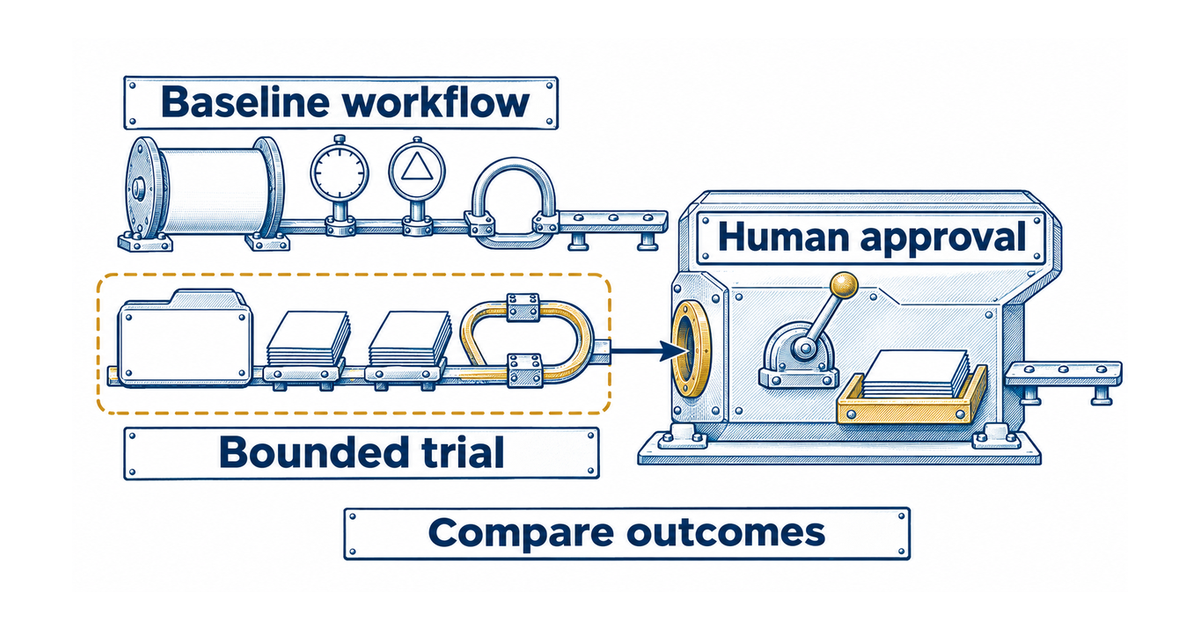 Baseline workflow
Human approval
Bounded trial
Compare outcomes